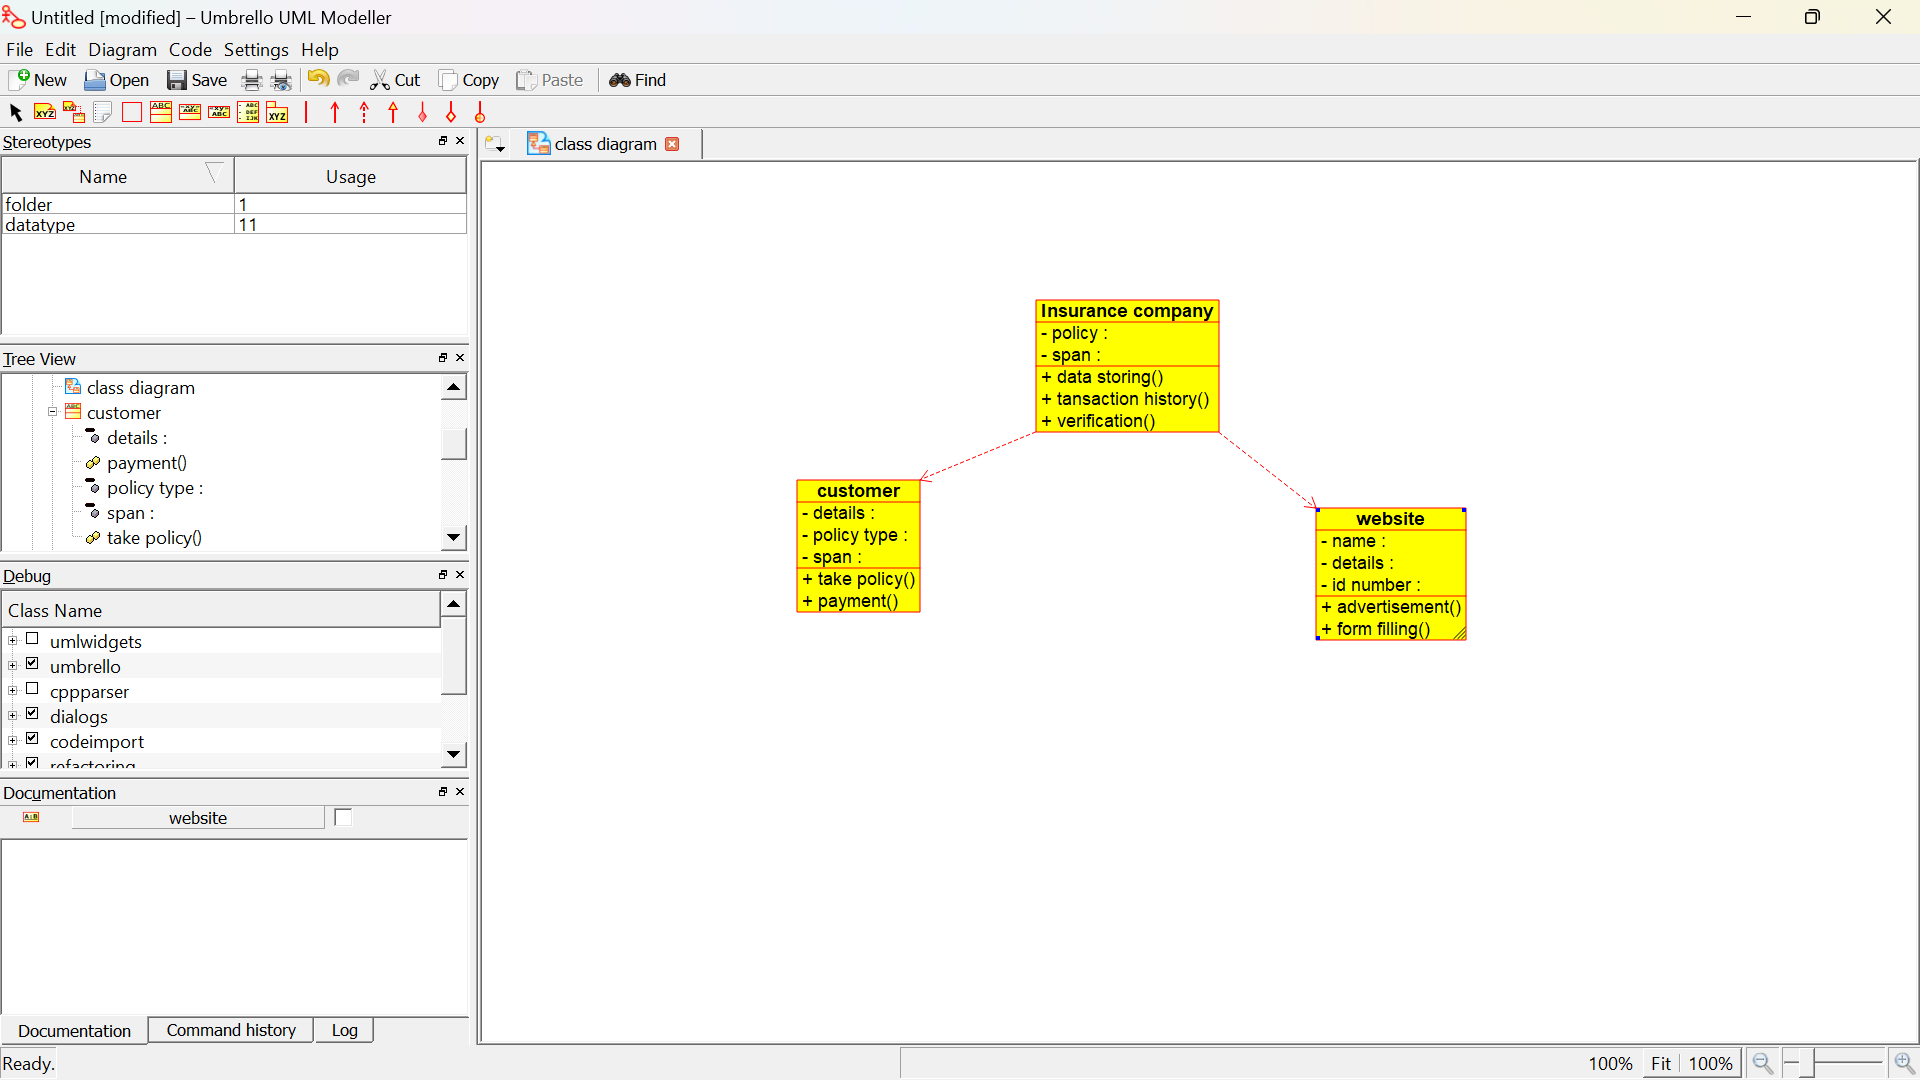 Untitled [modified] – Umbrello UML Modeller
File Edit Diagram Code Settings Help
New Open Save Cut Copy Paste Find
Stereotypes
Name Usage
folder 1
datatype 11
Tree View
class diagram
customer
details :
payment()
policy type :
span :
take policy()
Debug
Class Name
umlwidgets
umbrello
cppparser
dialogs
codeimport
refactoring
Documentation
website
Documentation Command history Log
Ready.
class diagram
Insurance company
- policy :
- span :
+ data storing()
+ tansaction history()
+ verification()
customer
- details :
- policy type :
- span :
+ take policy()
+ payment()
website
- name :
- details :
- id number :
+ advertisement()
+ form filling()
100% Fit 100%